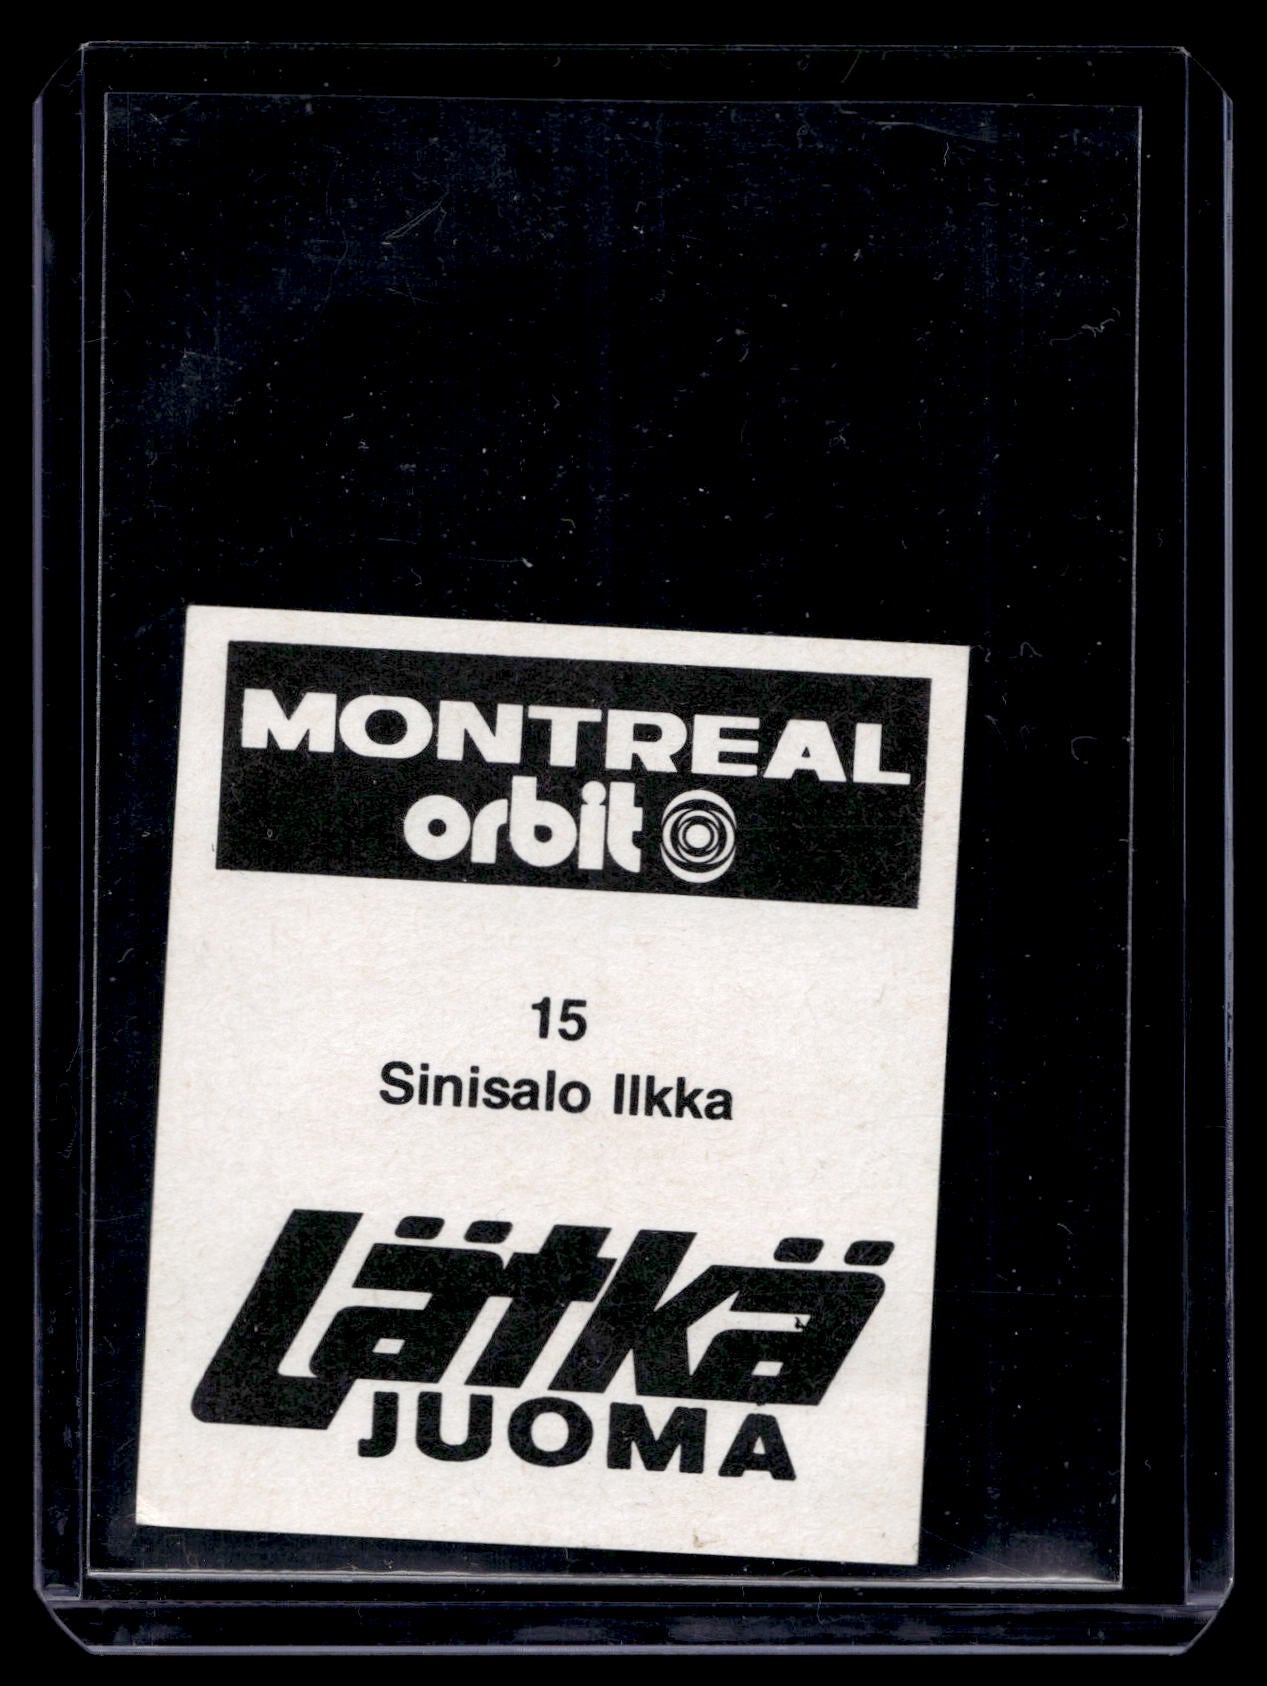 MONTREAL
orbit
15
Sinisalo Ilkka
Lätkä
JUOMA